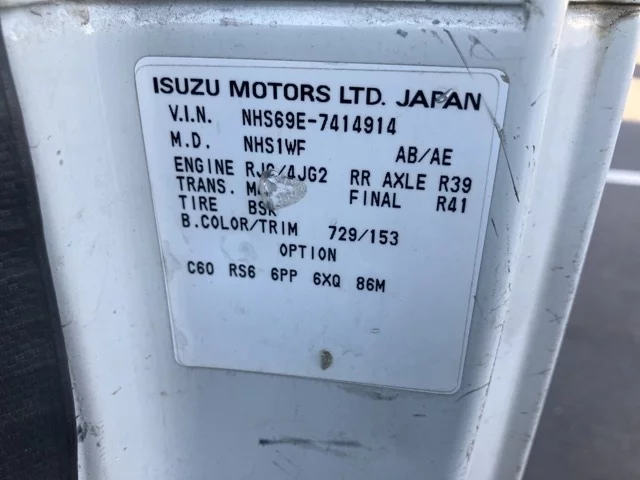 ISUZU MOTORS LTD. JAPAN
V.I.N. NHS69E-7414914
M.D. NHS1WF AB/AE
ENGINE /4JG2 RR AXLE R39
TRANS. FINAL R41
TIRE
B.COLOR/TRIM 729/153
OPTION
C60 RS6 6PP 6XQ 86M